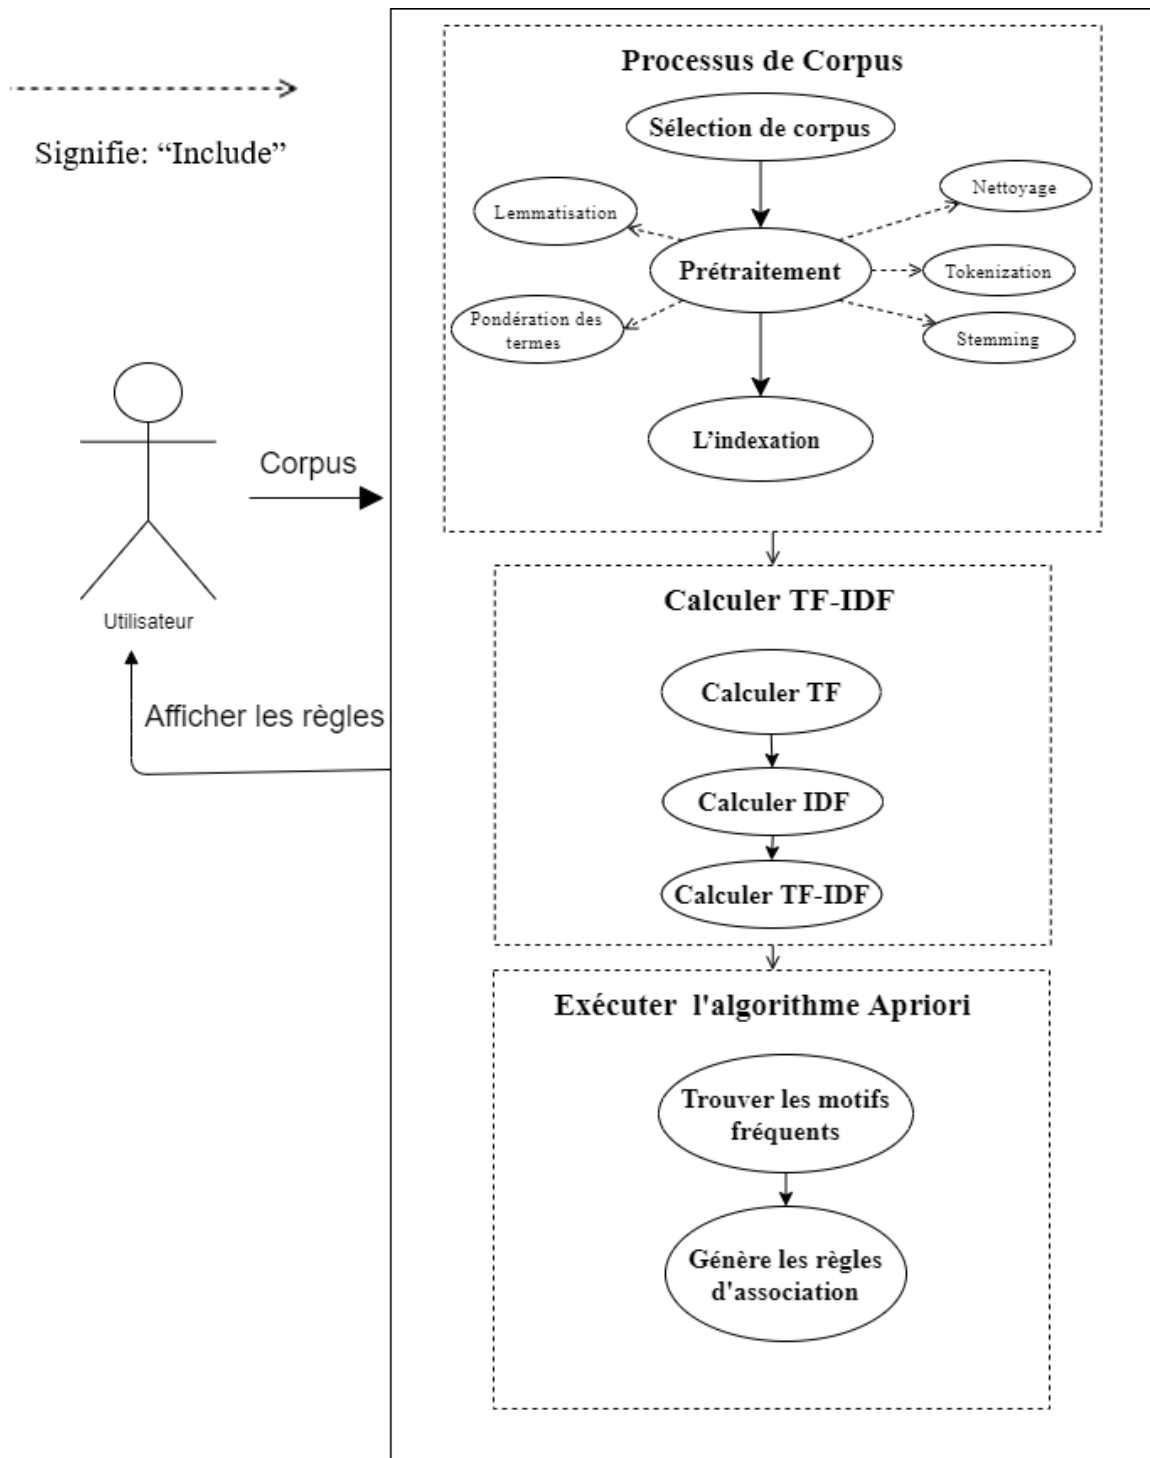 Processus de Corpus
Signifie: “Include”
Sélection de corpus
Lemmatisation
Nettoyage
Prétraitement
Tokenization
Pondération des
termes
Stemming
L’indexation
Corpus
Utilisateur
Afficher les règles
Calculer TF-IDF
Calculer TF
Calculer IDF
Calculer TF-IDF
Exécuter l'algorithme Apriori
Trouver les motifs
fréquents
Génère les règles
d'association